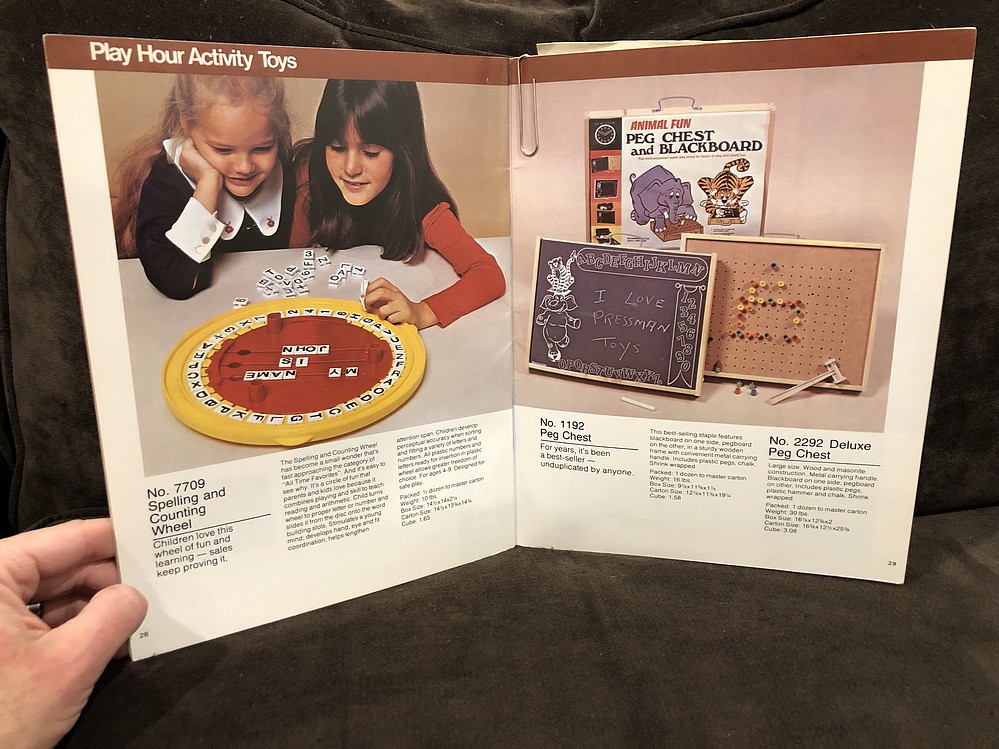 Play Hour Activity Toys
MY NAME
IS
JOHN
No. 7709
Spelling and
Counting
Wheel
Children love this
wheel of fun and
learning — sales
keep proving it.
The Spelling and Counting Wheel
has become a small wonder that's
fast approaching the category of
"All Time Favorites". And it's easy to
see why. It's a circle of fun that
parents and kids love because it
combines playing and skill to teach
reading and arithmetic. Child turns
wheel to proper letter or number and
slides it from the disc onto the word
building slots. Stimulates a young
mind; develops hand, eye and fit
coordination; helps lengthen
attention span. Children develop
perceptual accuracy when sorting
and fitting a variety of letters and
numbers. All plastic numbers and
letters ready for insertion in plastic
wheel allows greater freedom of
choice. For ages 4-9. Designed for
safe play.
Packed: ½ dozen to master carton
Weight: 10 lbs.
Cube: 1.65
28
ANIMAL FUN
PEG CHEST
and BLACKBOARD
ABCDEFGHIJKLMN
I LOVE
PRESSMAN
TOYS
1
2
3
4
5
6
7
8
9
0
OPQRSTUVWXYZ
No. 1192
Peg Chest
For years, it's been
a best-seller —
unduplicated by anyone.
This best-selling staple features
blackboard on one side, pegboard
on the other, in a sturdy wooden
frame with convenient metal carrying
handle. Includes plastic pegs, chalk.
Shrink wrapped.
Packed: 1 dozen to master carton
Weight: 16 lbs.
Cube: 1.58
No. 2292 Deluxe
Peg Chest
Large size. Wood and masonite
construction. Metal carrying handle.
Blackboard on one side; pegboard
on other. Includes plastic pegs,
plastic hammer and chalk. Shrink
wrapped.
Packed: 1 dozen to master carton
Weight: 30 lbs.
Cube: 3.08
29